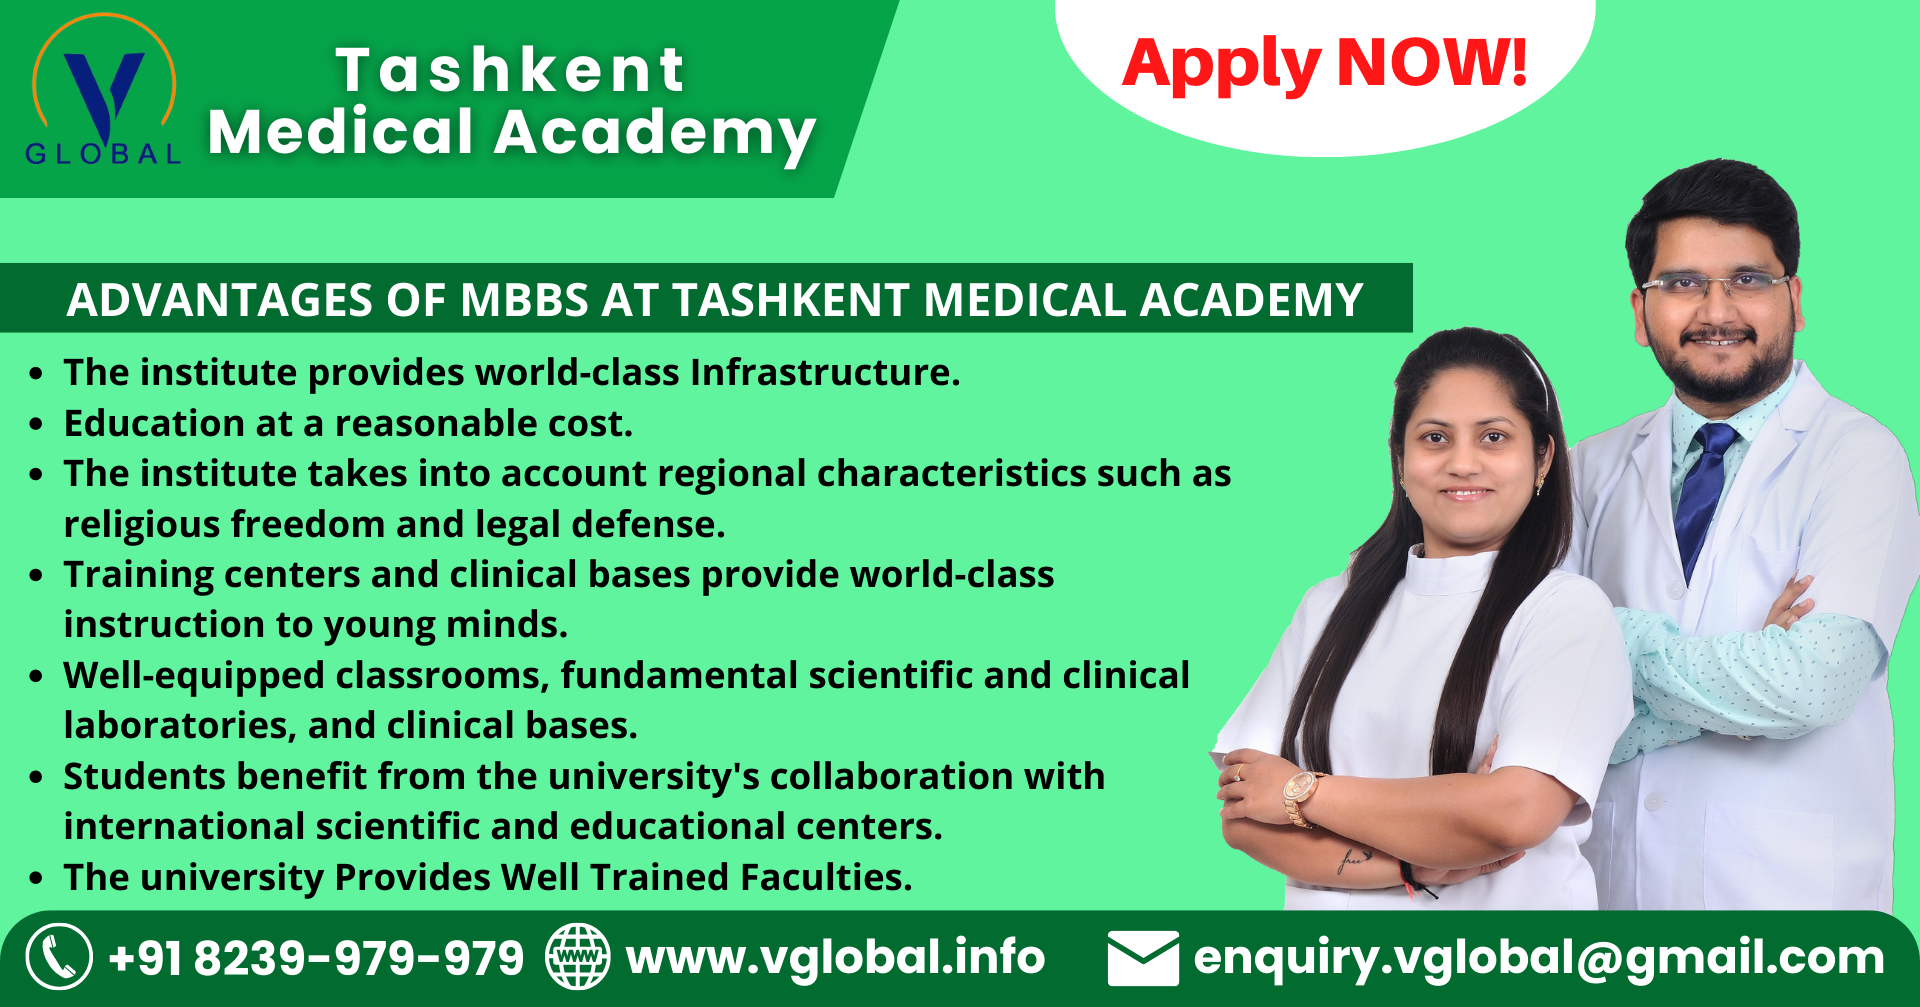 V
GLOBAL
Tashkent
Medical Academy
Apply NOW!
ADVANTAGES OF MBBS AT TASHKENT MEDICAL ACADEMY
• The institute provides world-class Infrastructure.
• Education at a reasonable cost.
• The institute takes into account regional characteristics such as
religious freedom and legal defense.
• Training centers and clinical bases provide world-class
instruction to young minds.
• Well-equipped classrooms, fundamental scientific and clinical
laboratories, and clinical bases.
• Students benefit from the university's collaboration with
international scientific and educational centers.
• The university Provides Well Trained Faculties.
free
+91 8239-979-979
www
www.vglobal.info
enquiry.vglobal@gmail.com